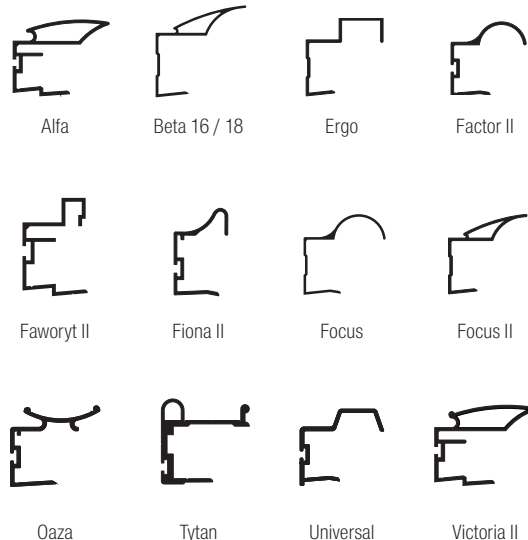 Alfa
Beta 16 / 18
Ergo
Factor II
Faworyt II
Fiona II
Focus
Focus II
Oaza
Tytan
Universal
Victoria II